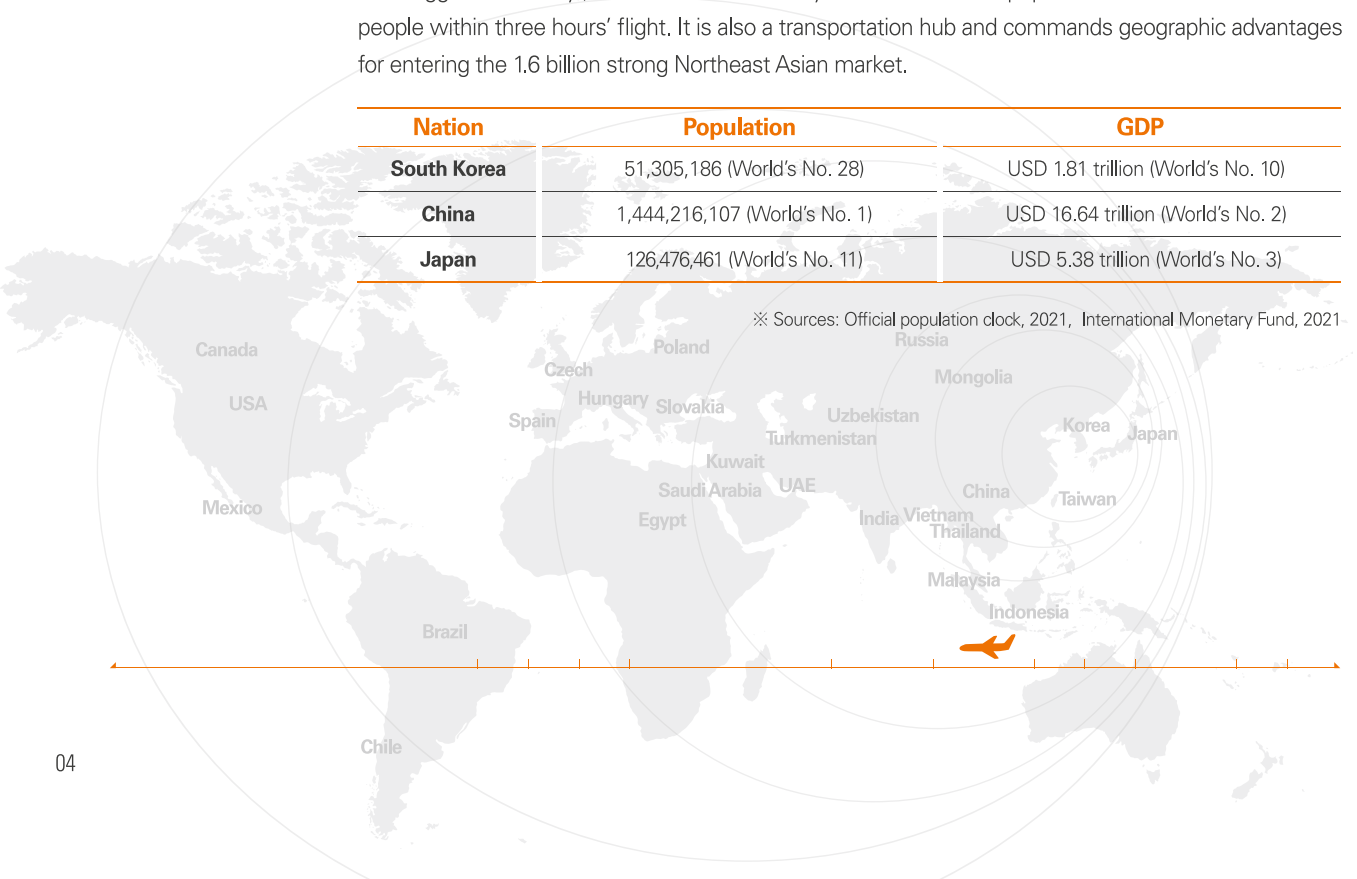 people within three hours' flight. It is also a transportation hub and commands geographic advantages
for entering the 1.6 billion strong Northeast Asian market.
Nation Population GDP
South Korea 51,305,186 (World's No. 28) USD 1.81 trillion (World's No. 10)
China 1,444,216,107 (World's No. 1) USD 16.64 trillion (World's No. 2)
Japan 126,476,461 (World's No. 11) USD 5.38 trillion (World's No. 3)
※ Sources: Official population clock, 2021, International Monetary Fund, 2021
Canada
Poland
Russia
Czech
Mongolia
USA
Hungary
Slovakia
Spain
Uzbekistan
Turkmenistan
Korea
Japan
Kuwait
Saudi Arabia
UAE
China
Taiwan
Mexico
Egypt
India
Vietnam
Thailand
Malaysia
Indonesia
Brazil
Chile
04